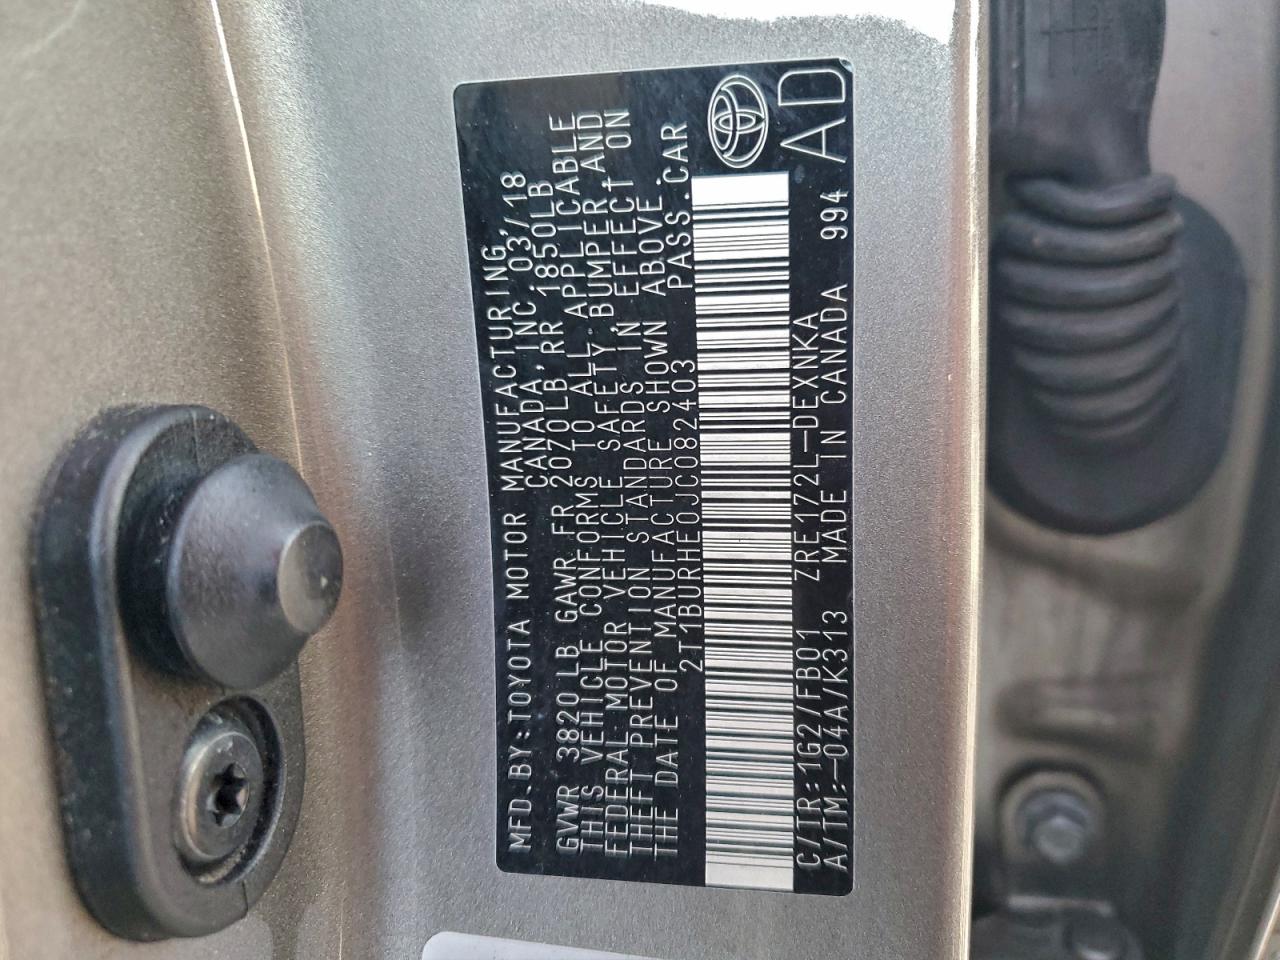 MFD.BY:TOYOTA MOTOR MANUFACTURING,
CANADA, INC. 03/18
GVWR 3820 LB GAWR FR 2070LB, RR 1850LB
THIS VEHICLE CONFORMS TO ALL APPLICABLE
FEDERAL MOTOR VEHICLE SAFETY, BUMPER, AND
THEFT PREVENTION STANDARDS IN EFFECT ON
THE DATE OF MANUFACTURE SHOWN ABOVE.
2T1BURHE0JC082403 PASS.CAR
C/TR:1G2/FB01 ZRE172L-DEXNKA
A/TM:-04A/K313 MADE IN CANADA 994
AD